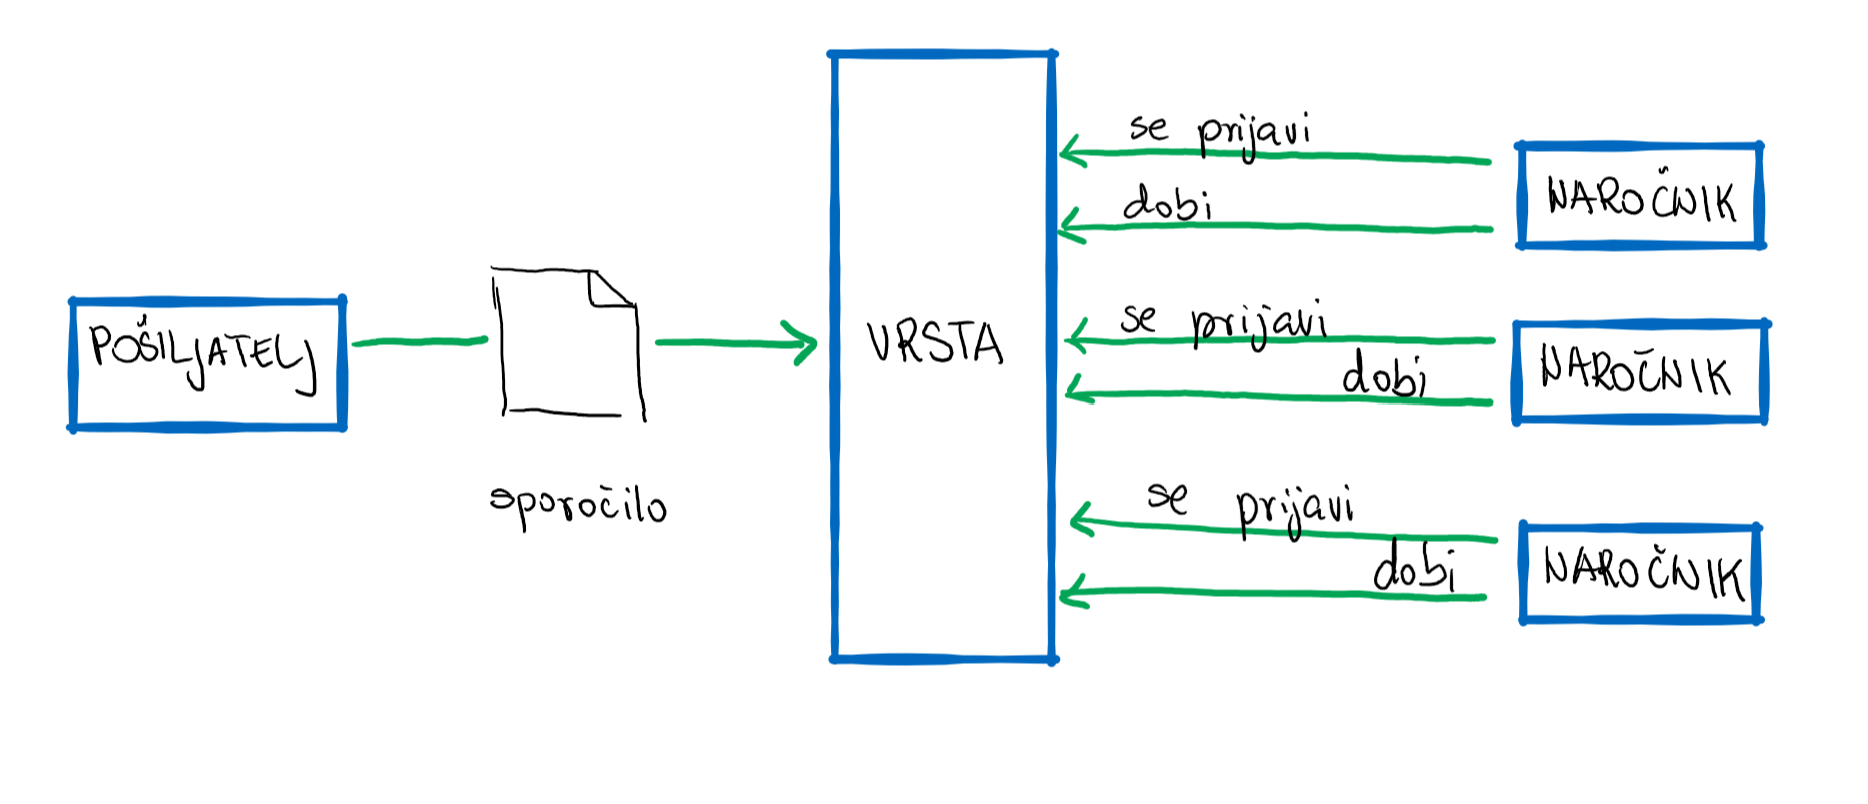 POŠILJATELJ
sporočilo
VRSTA
se prijavi
dobi
NAROČNIK
se prijavi
dobi
NAROČNIK
se prijavi
dobi
NAROČNIK